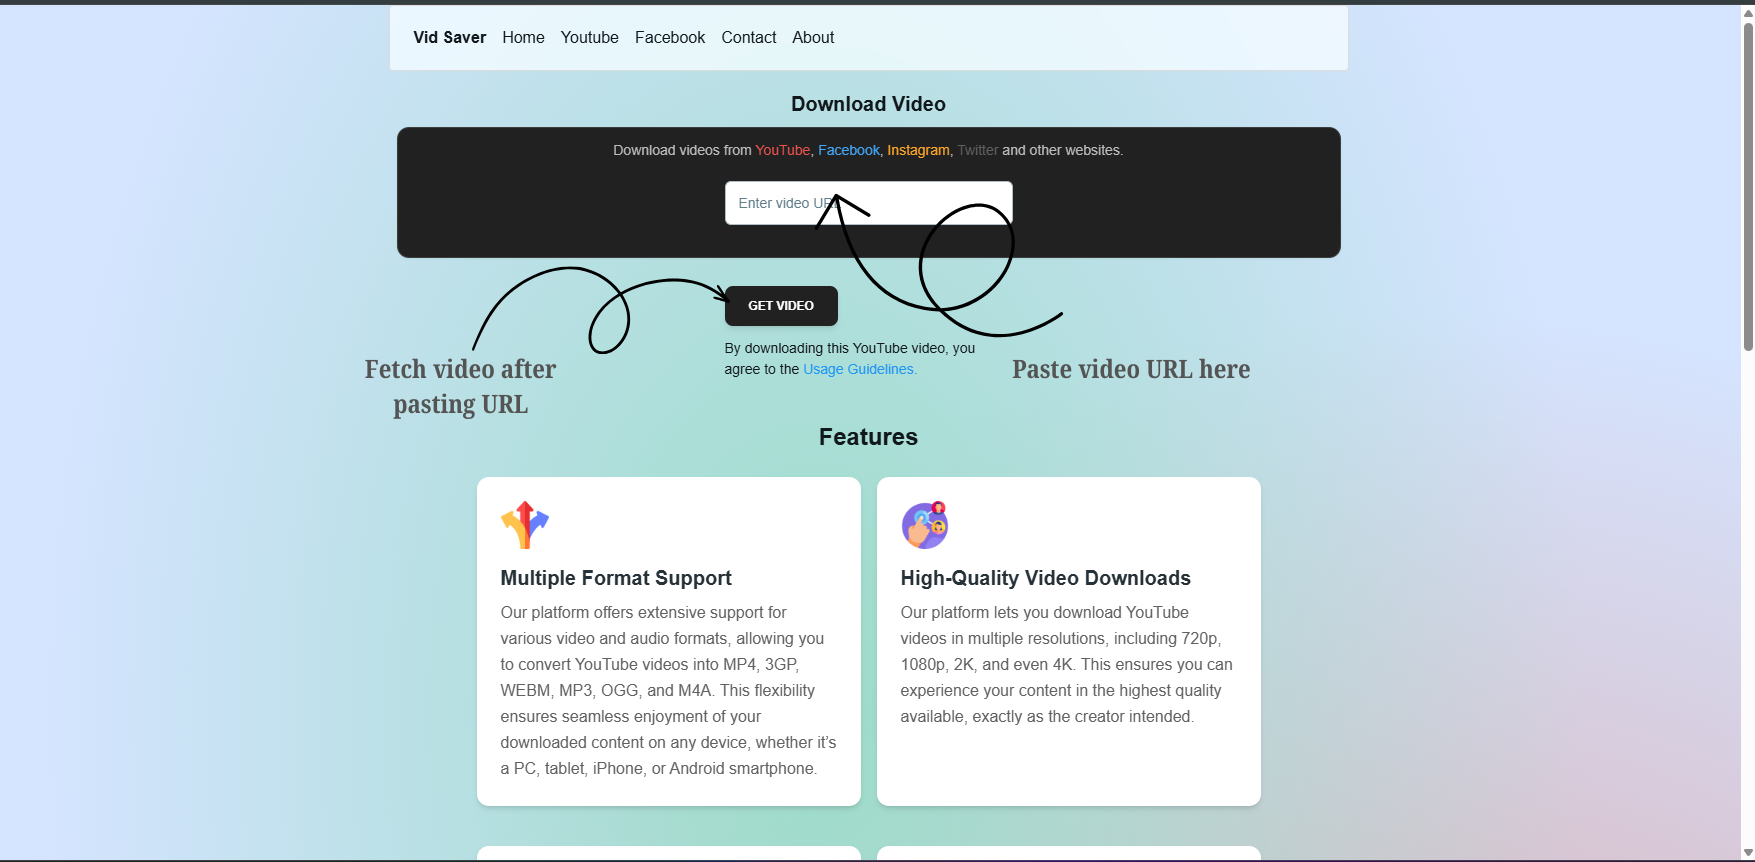 Vid Saver Home Youtube Facebook Contact About
Download Video
Download videos from YouTube, Facebook, Instagram, Twitter and other websites.
Enter video URL
GET VIDEO
By downloading this YouTube video, you
agree to the Usage Guidelines.
Fetch video after
pasting URL
Paste video URL here
Features
Multiple Format Support
Our platform offers extensive support for
various video and audio formats, allowing you
to convert YouTube videos into MP4, 3GP,
WEBM, MP3, OGG, and M4A. This flexibility
ensures seamless enjoyment of your
downloaded content on any device, whether it’s
a PC, tablet, iPhone, or Android smartphone.
High-Quality Video Downloads
Our platform lets you download YouTube
videos in multiple resolutions, including 720p,
1080p, 2K, and even 4K. This ensures you can
experience your content in the highest quality
available, exactly as the creator intended.